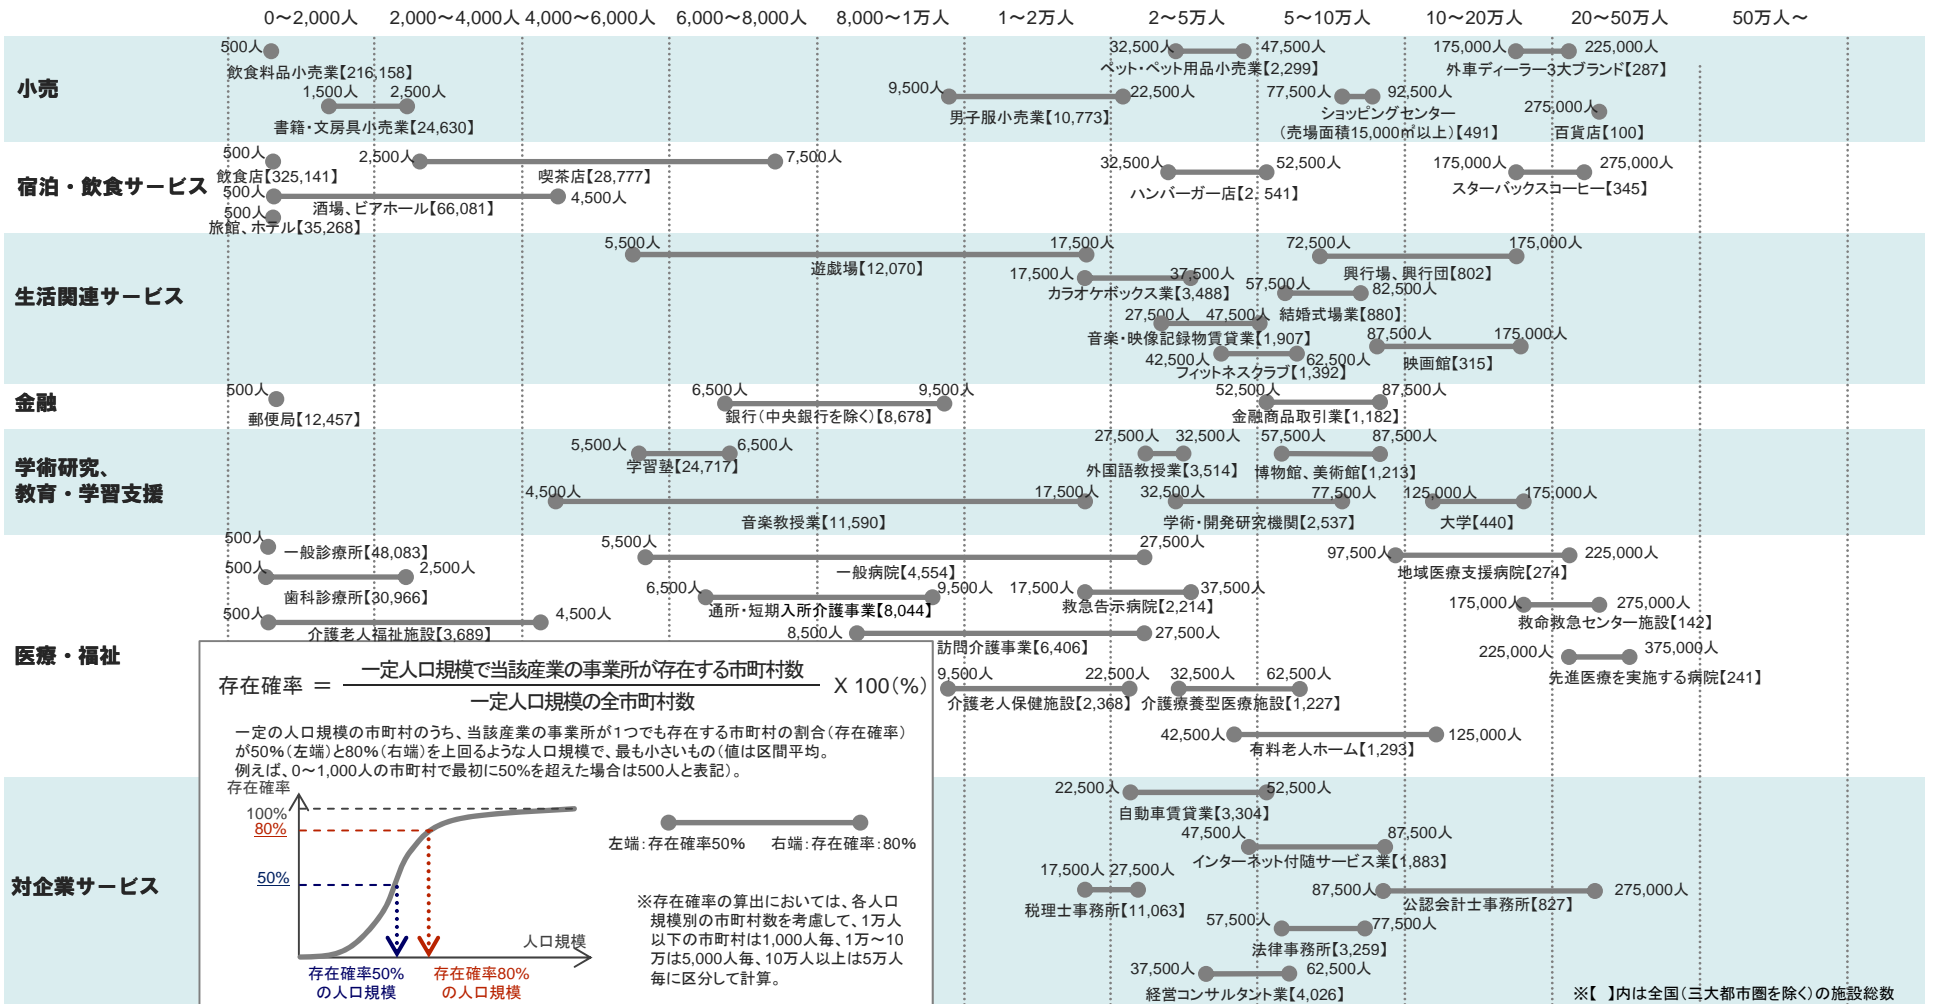 0～2,000人 2,000～4,000人 4,000～6,000人 6,000～8,000人 8,000～1万人 1～2万人 2～5万人 5～10万人 10～20万人 20～50万人 50万人～
小売
500人
飲食料品小売業【216,158】
1,500人 2,500人
書籍・文房具小売業【24,630】
9,500人 22,500人
男子服小売業【10,773】
32,500人 47,500人
ペット・ペット用品小売業【2,299】
77,500人 92,500人
ショッピングセンター
（売場面積15,000㎡以上）【491】
175,000人 225,000人
外車ディーラー3大ブランド【287】
275,000人
百貨店【100】
宿泊・飲食サービス
500人
飲食店【325,141】
2,500人 7,500人
喫茶店【28,777】
500人 4,500人
酒場、ビアホール【66,081】
500人
旅館、ホテル【35,268】
32,500人 52,500人
ハンバーガー店【2，541】
175,000人 275,000人
スターバックスコーヒー【345】
生活関連サービス
5,500人 17,500人
遊戯場【12,070】
17,500人 37,500人
カラオケボックス業【3,488】
27,500人 47,500人
音楽・映像記録物賃貸業【1,907】
42,500人 62,500人
フィットネスクラブ【1,392】
72,500人 175,000人
興行場、興行団【802】
57,500人 82,500人
結婚式場業【880】
87,500人 175,000人
映画館【315】
金融
500人
郵便局【12,457】
6,500人 9,500人
銀行（中央銀行を除く）【8,678】
52,500人 87,500人
金融商品取引業【1,182】
学術研究、
教育・学習支援
5,500人 6,500人
学習塾【24,717】
4,500人 17,500人
音楽教授業【11,590】
27,500人 32,500人
外国語教授業【3,514】
57,500人 87,500人
博物館、美術館【1,213】
32,500人 77,500人
学術・開発研究機関【2,537】
125,000人 175,000人
大学【440】
医療・福祉
500人
一般診療所【48,083】
500人 2,500人
歯科診療所【30,966】
500人 4,500人
介護老人福祉施設【3,689】
5,500人 27,500人
一般病院【4,554】
6,500人 9,500人
通所・短期入所介護事業【8,044】
17,500人 37,500人
救急告示病院【2,214】
8,500人 27,500人
訪問介護事業【6,406】
9,500人 22,500人
介護老人保健施設【2,368】
32,500人 62,500人
介護療養型医療施設【1,227】
42,500人 125,000人
有料老人ホーム【1,293】
97,500人 225,000人
地域医療支援病院【274】
175,000人 275,000人
救命救急センター施設【142】
225,000人 375,000人
先進医療を実施する病院【241】
対企業サービス
22,500人 52,500人
自動車賃貸業【3,304】
47,500人 87,500人
インターネット付随サービス業【1,883】
17,500人 27,500人
税理士事務所【11,063】
87,500人 275,000人
公認会計士事務所【827】
57,500人 77,500人
法律事務所【3,259】
37,500人 62,500人
経営コンサルタント業【4,026】
一定人口規模で当該産業の事業所が存在する市町村数
存在確率 ＝ X 100（%）
一定人口規模の全市町村数
一定の人口規模の市町村のうち、当該産業の事業所が1つでも存在する市町村の割合（存在確率）
が50%（左端）と80%（右端）を上回るような人口規模で、最も小さいもの（値は区間平均。
例えば、0～1,000人の市町村で最初に50%を超えた場合は500人と表記）。
存在確率
100%
80%
50%
人口規模
存在確率50%
の人口規模
存在確率80%
の人口規模
左端：存在確率50% 右端：存在確率：80%
※存在確率の算出においては、各人口
規模別の市町村数を考慮して、1万人
以下の市町村は1,000人毎、1万～10
万は5,000人毎、10万人以上は5万人
毎に区分して計算。
※【 】内は全国（三大都市圏を除く）の施設総数